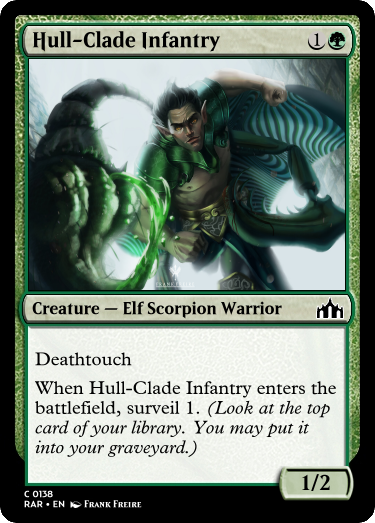 Hull-Clade Infantry 1
FRANK FREIRE
Creature — Elf Scorpion Warrior
Deathtouch
When Hull-Clade Infantry enters the
battlefield, surveil 1. (Look at the top
card of your library. You may put it
into your graveyard.)
1/2
C 0138
RAR • EN Frank Freire